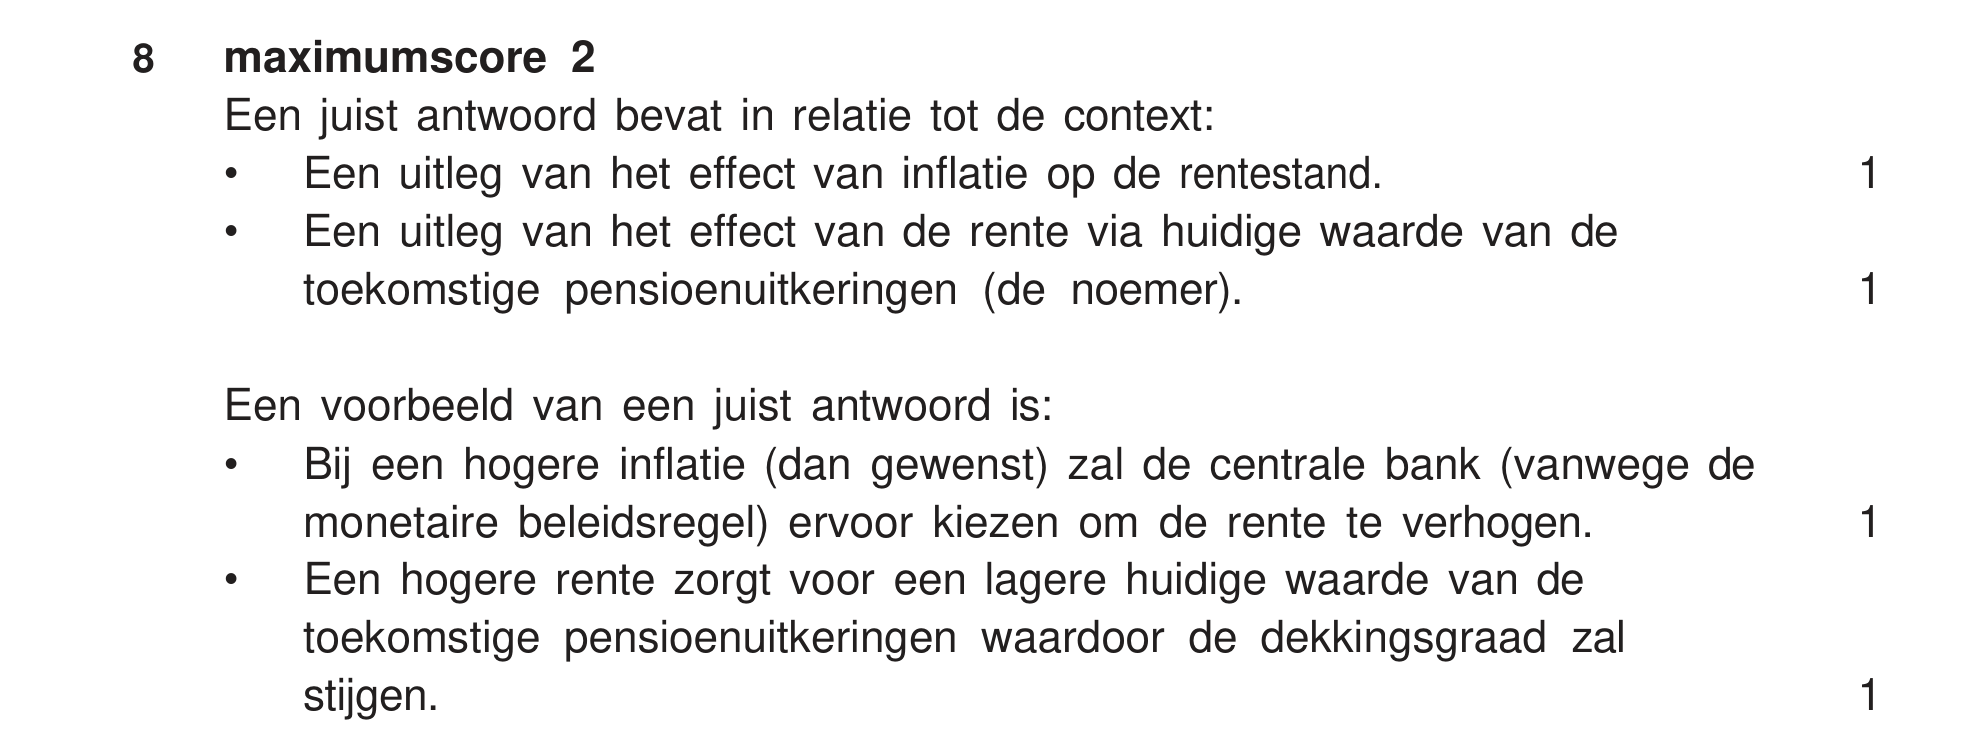 8 maximumscore 2
Een juist antwoord bevat in relatie tot de context:
• Een uitleg van het effect van inflatie op de rentestand. 1
• Een uitleg van het effect van de rente via huidige waarde van de
toekomstige pensioenuitkeringen (de noemer). 1
Een voorbeeld van een juist antwoord is:
• Bij een hogere inflatie (dan gewenst) zal de centrale bank (vanwege de
monetaire beleidsregel) ervoor kiezen om de rente te verhogen. 1
• Een hogere rente zorgt voor een lagere huidige waarde van de
toekomstige pensioenuitkeringen waardoor de dekkingsgraad zal
stijgen. 1